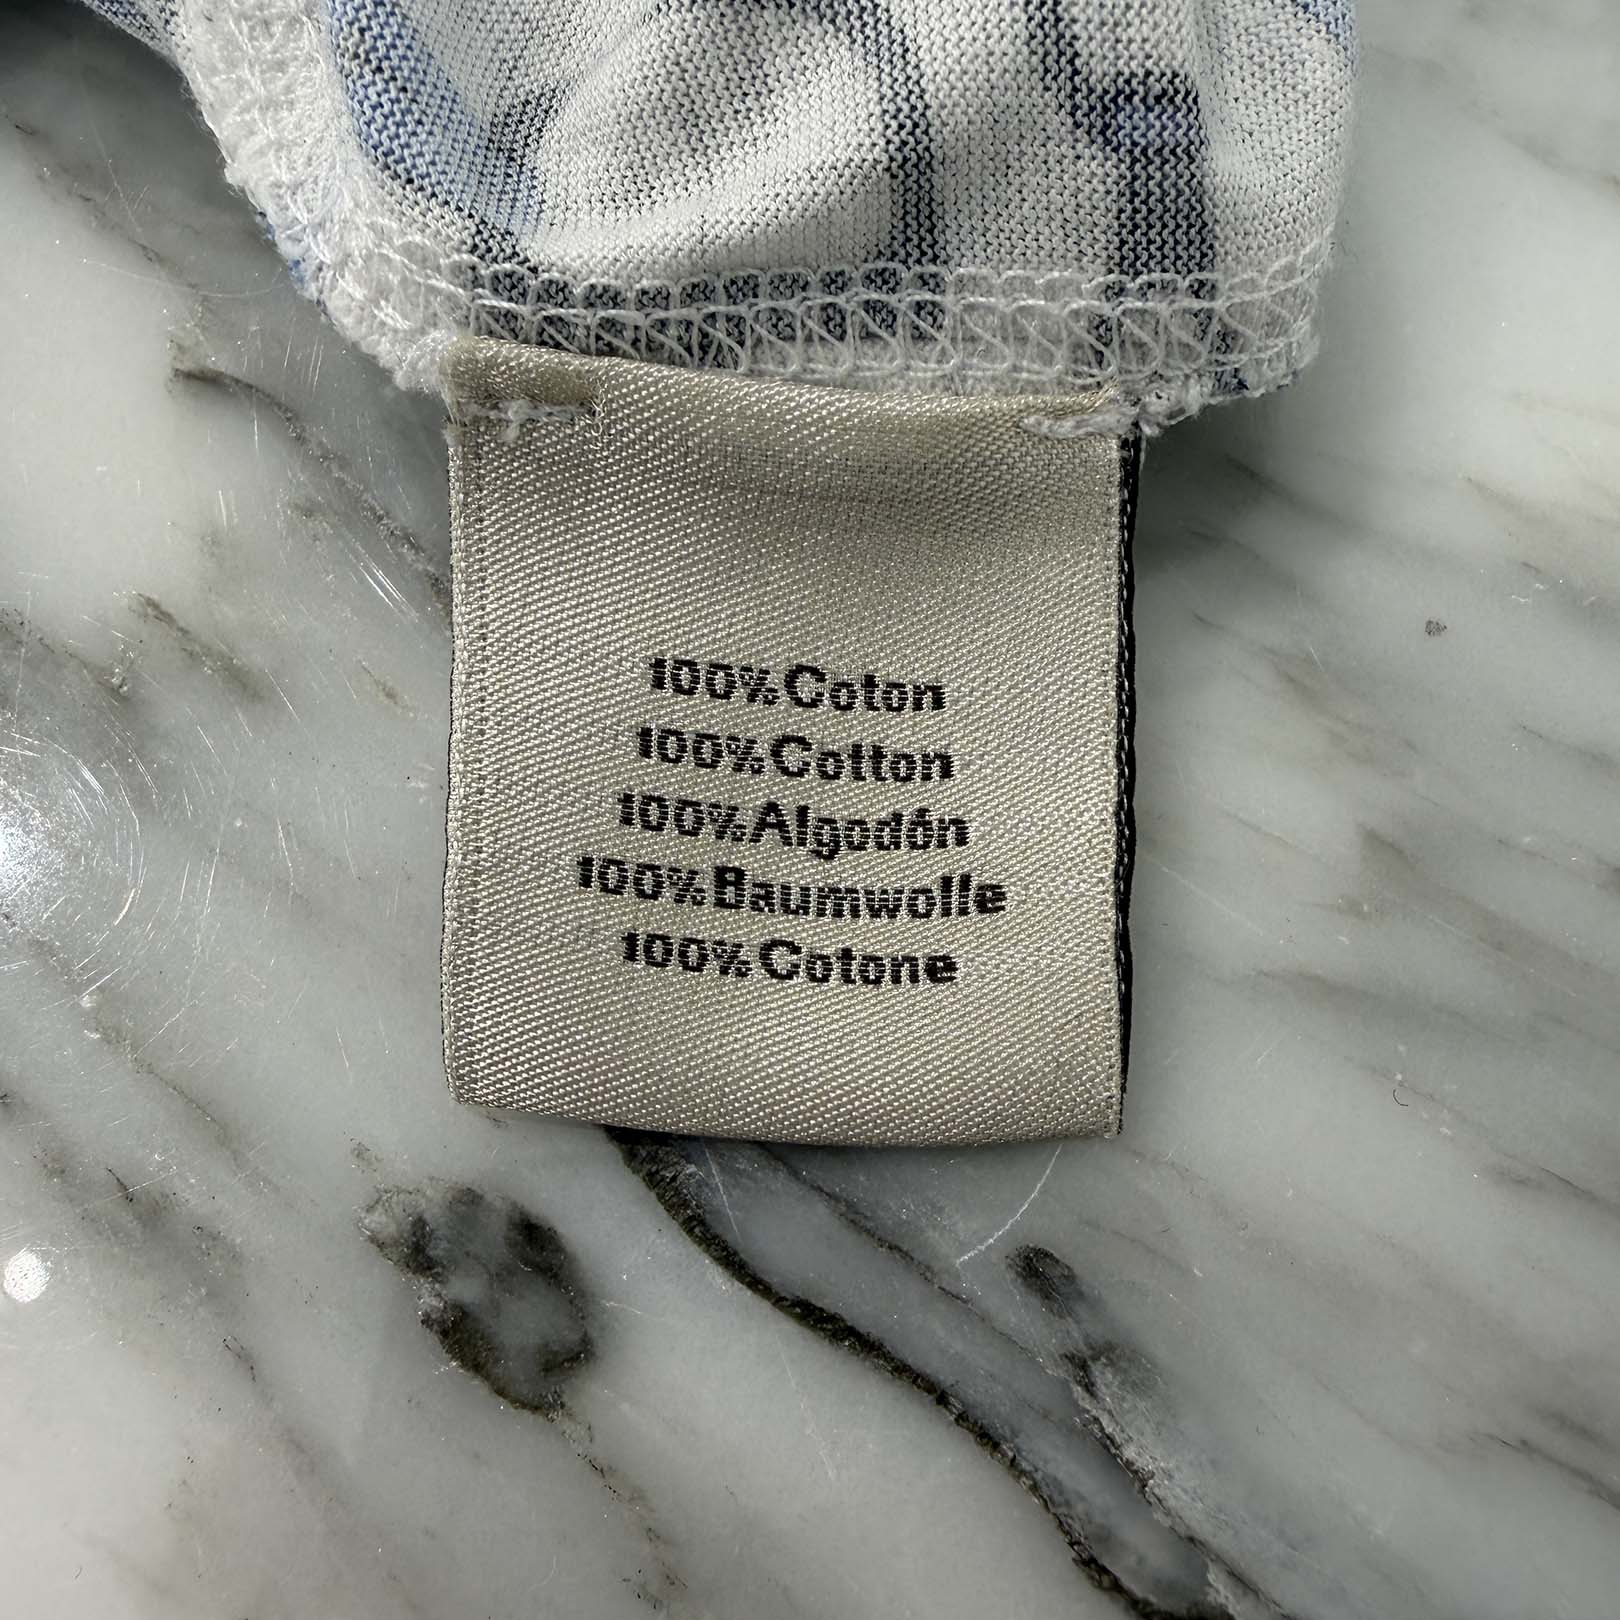 100% Coton
100% Cotton
100% Algodón
100% Baumwolle
100% Cotone